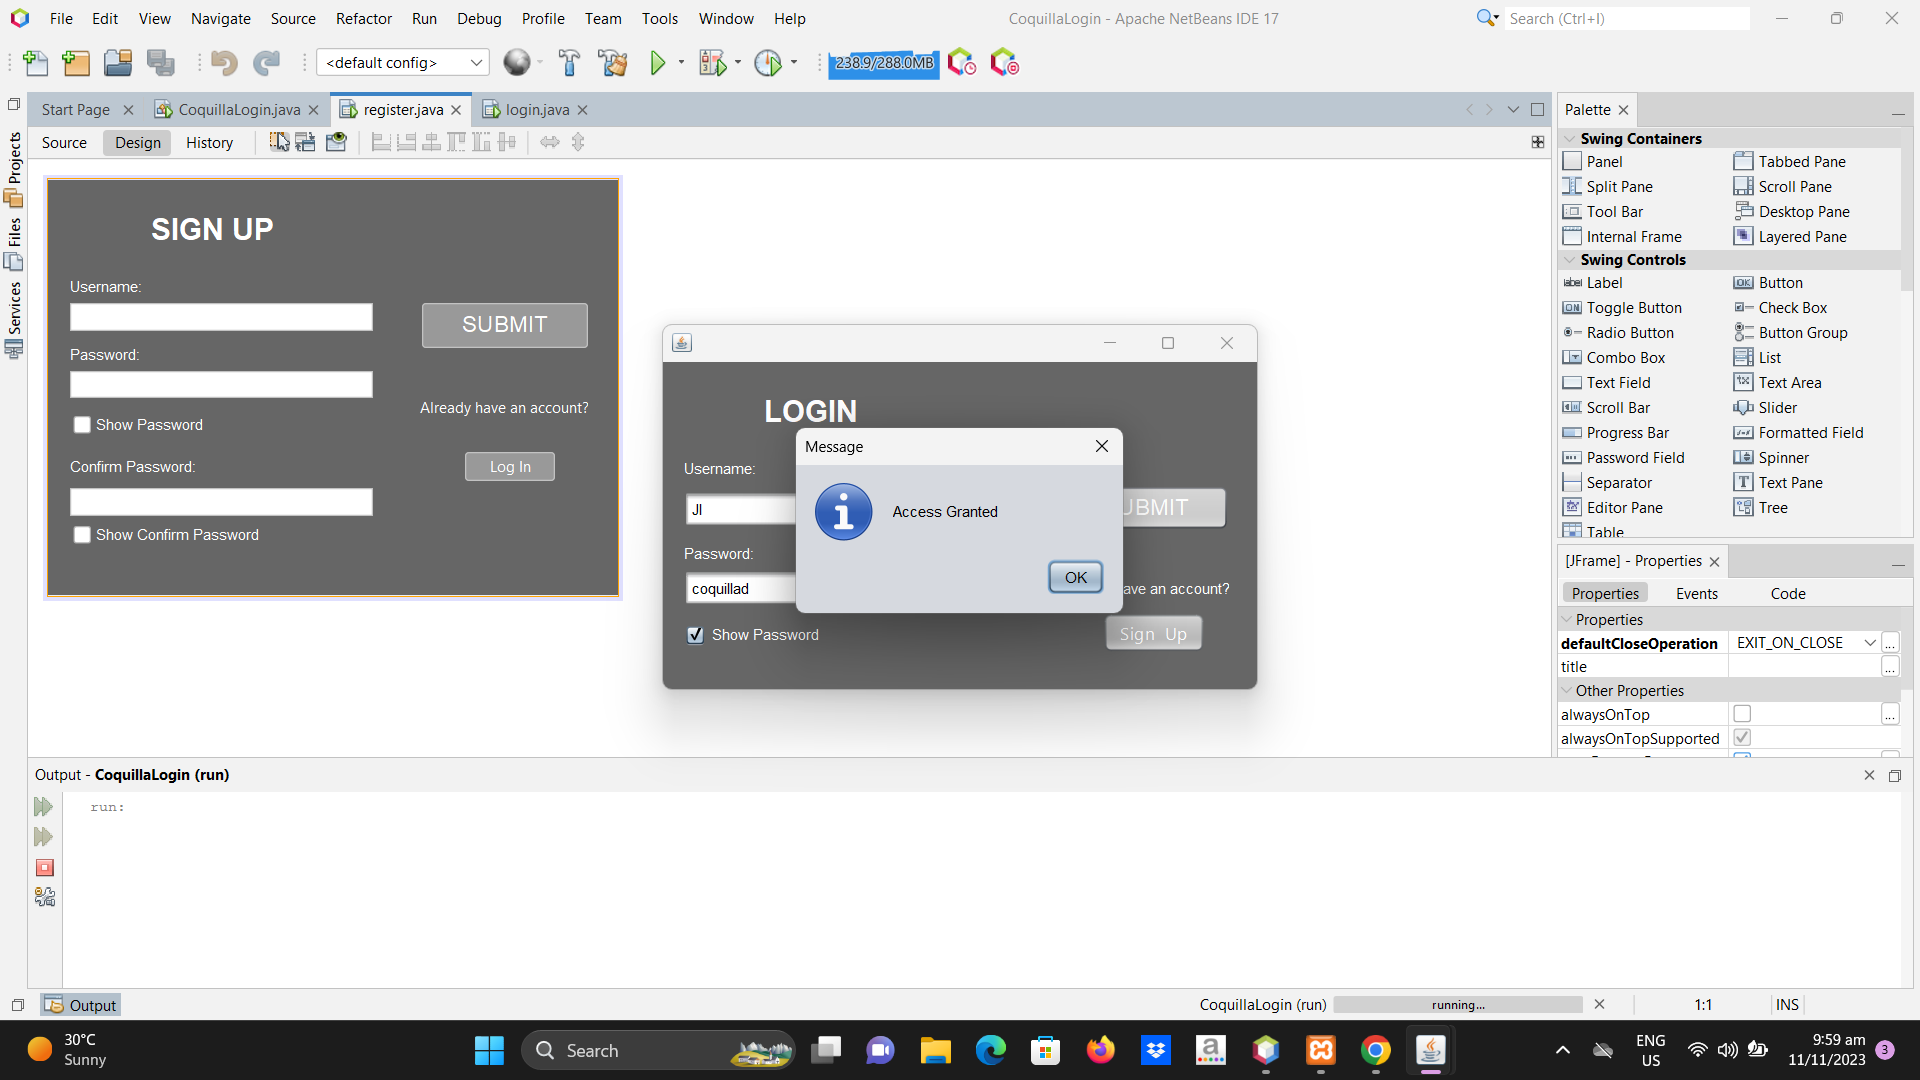 File Edit View Navigate Source Refactor Run Debug Profile Team Tools Window Help
CoquillaLogin - Apache NetBeans IDE 17
Search (Ctrl+I)
<default config>
238.9/288.0MB
Start Page
CoquillaLogin.java
register.java
login.java
Source Design History
Projects
Files
Services
SIGN UP
Username:
SUBMIT
Password:
Already have an account?
Show Password
Confirm Password:
Log In
Show Confirm Password
LOGIN
Username:
JI
UBMIT
Password:
coquillad
ave an account?
Show Password
Sign Up
Message
Access Granted
OK
Palette
Swing Containers
Panel Tabbed Pane
Split Pane Scroll Pane
Tool Bar Desktop Pane
Internal Frame Layered Pane
Swing Controls
Label Button
Toggle Button Check Box
Radio Button Button Group
Combo Box List
Text Field Text Area
Scroll Bar Slider
Progress Bar Formatted Field
Password Field Spinner
Separator Text Pane
Editor Pane Tree
Table
[JFrame] - Properties
Properties Events Code
Properties
defaultCloseOperation EXIT_ON_CLOSE
title
Other Properties
alwaysOnTop
alwaysOnTopSupported
Output - CoquillaLogin (run)
run:
Output
CoquillaLogin (run)
running...
1:1
INS
30°C
Sunny
Search
ENG
US
9:59 am
11/11/2023
3